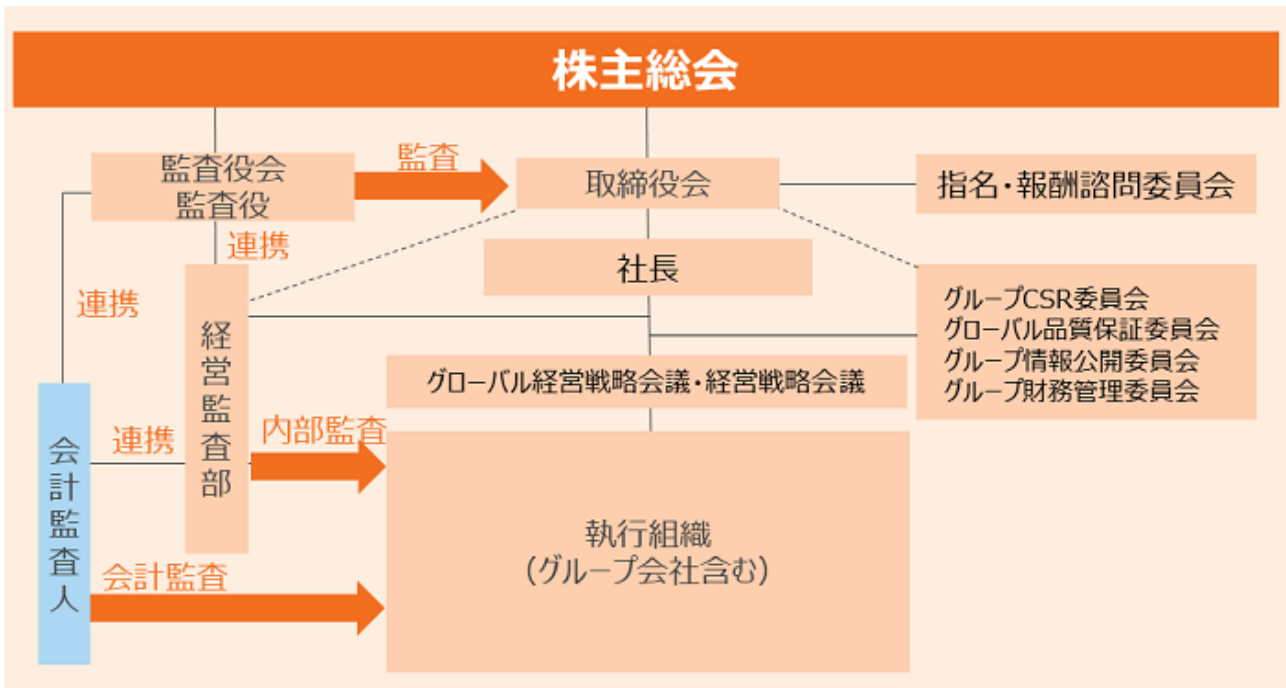 株主総会
監査役会
監査役
監査
取締役会
指名・報酬諮問委員会
連携
社長
連携
グループCSR委員会
グローバル品質保証委員会
グループ情報公開委員会
グループ財務管理委員会
経営監査部
グローバル経営戦略会議・経営戦略会議
連携
内部監査
会計監査人
執行組織
(グループ会社含む)
会計監査